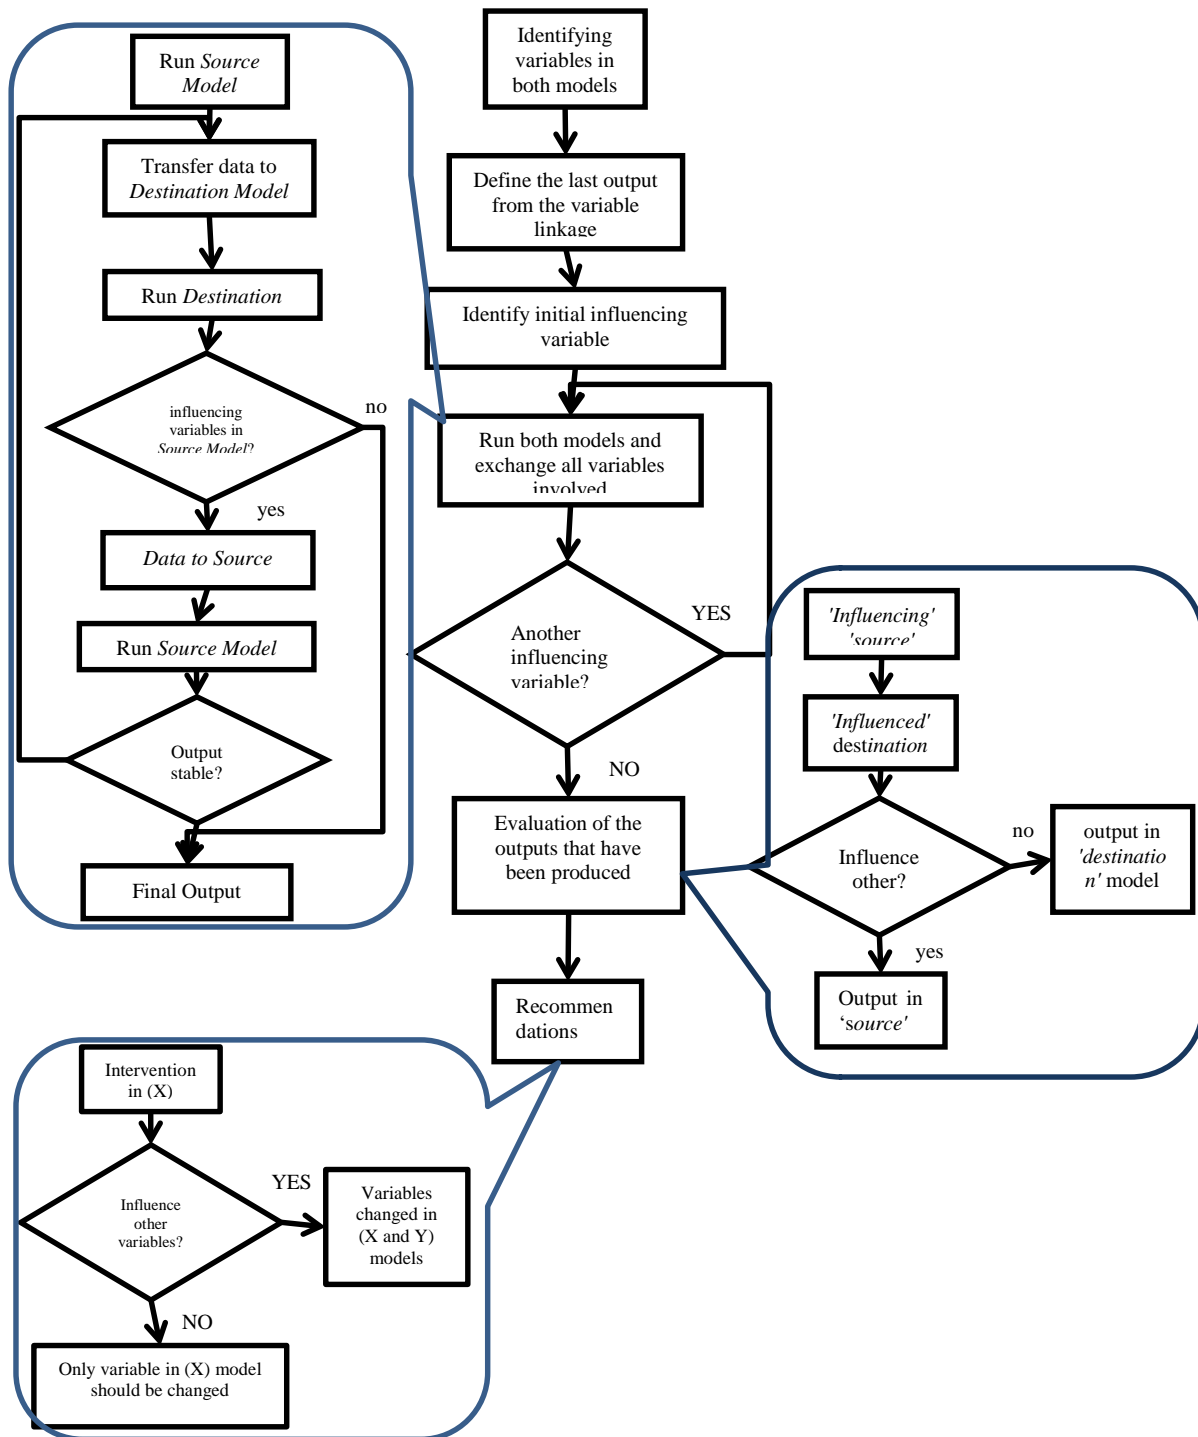 Run Source
Model
Transfer data to
Destination Model
Run Destination
influencing
variables in
Source Model?
no
yes
Data to Source
Run Source Model
Output
stable?
Final Output
Identifying
variables in
both models
Define the last output
from the variable
linkage
Identify initial influencing
variable
Run both models and
exchange all variables
involved
Another
influencing
variable?
YES
NO
Evaluation of the
outputs that have
been produced
Recommen
dations
'Influencing'
'source'
'Influenced'
destination
Influence
other?
no
output in
'destinatio
n' model
yes
Output in
‘source'
Intervention
in (X)
Influence
other
variables?
YES
Variables
changed in
(X and Y)
models
NO
Only variable in (X) model
should be changed